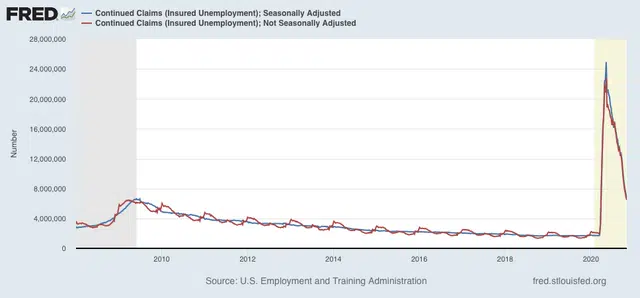 FRED
Continued Claims (Insured Unemployment); Seasonally Adjusted
Continued Claims (Insured Unemployment); Not Seasonally Adjusted
28,000,000
24,000,000
20,000,000
16,000,000
12,000,000
8,000,000
4,000,000
0
Number
2010 2012 2014 2016 2018 2020
Source: U.S. Employment and Training Administration fred.stlouisfed.org